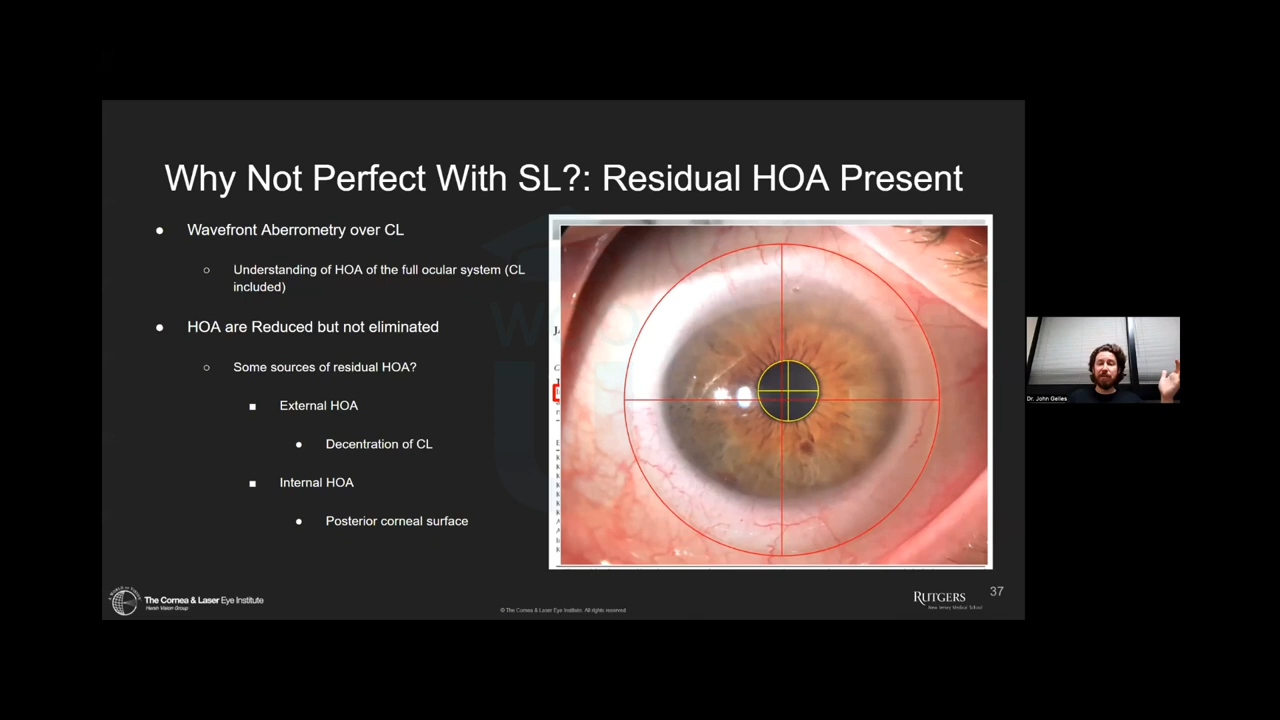 Why Not Perfect With SL?: Residual HOA Present
● Wavefront Aberrometry over CL
○ Understanding of HOA of the full ocular system (CL
included)
● HOA are Reduced but not eliminated
○ Some sources of residual HOA?
■ External HOA
● Decentration of CL
■ Internal HOA
● Posterior corneal surface
Dr. John Gelles
The Cornea & Laser Eye Institute
Hersh Vision Group
© The Cornea & Laser Eye Institute. All rights reserved
RUTGERS
New Jersey Medical School
37